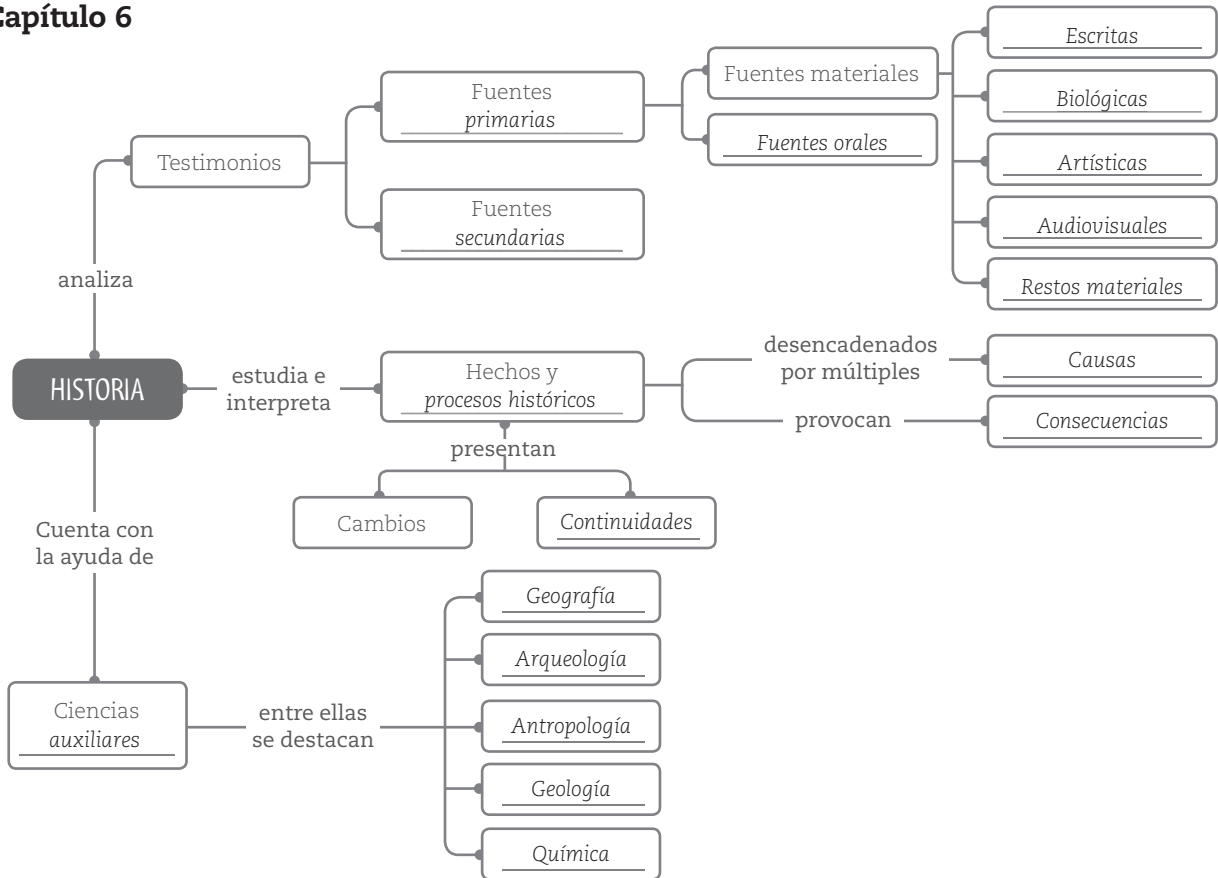 Capítulo 6
Testimonios
Fuentes
primarias
Fuentes
secundarias
Fuentes materiales
Fuentes orales
Escritas
Biológicas
Artísticas
Audiovisuales
Restos materiales
analiza
HISTORIA
estudia e
interpreta
Hechos y
procesos históricos
desencadenados
por múltiples
Causas
provocan
Consecuencias
presentan
Cambios
Continuidades
Cuenta con
la ayuda de
Ciencias
auxiliares
entre ellas
se destacan
Geografía
Arqueología
Antropología
Geología
Química